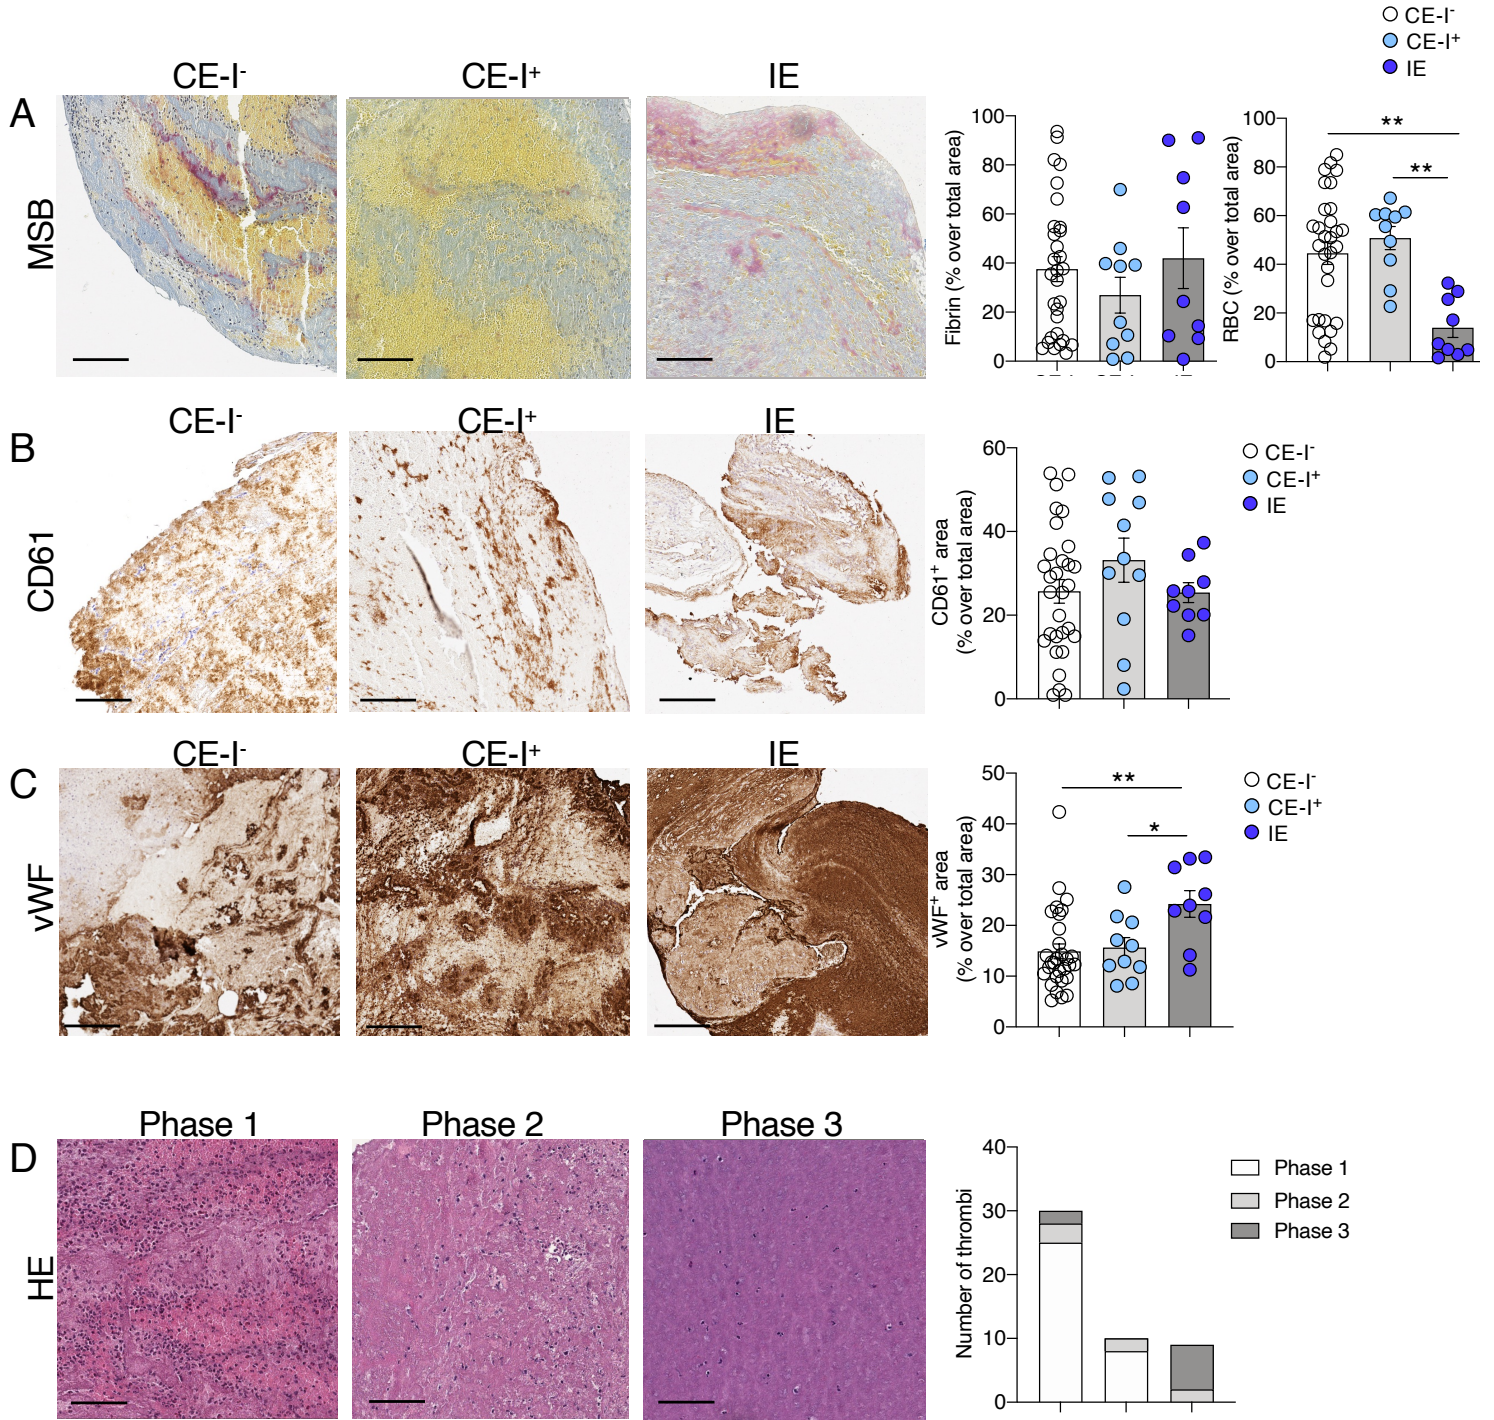 CE-I-
CE-I+
IE
CE-I-
CE-I+
IE
A
MSB
Fibrin (% over total area)
100
80
60
40
20
0
RBC (% over total area)
100
80
60
40
20
0
**
**
CE-I-
CE-I+
IE
B
CD61
CD61+ area
(% over total area)
60
40
20
0
CE-I-
CE-I+
IE
CE-I-
CE-I+
IE
C
vWF
vWF+ area
(% over total area)
50
40
30
20
10
0
**
*
CE-I-
CE-I+
IE
Phase 1
Phase 2
Phase 3
D
HE
Number of thrombi
40
30
20
10
0
Phase 1
Phase 2
Phase 3